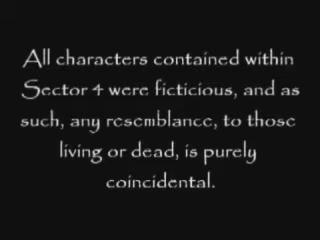 All characters contained within
Sector 4 were ficticious, and as
such, any resemblance, to those
living or dead, is purely
coincidental.